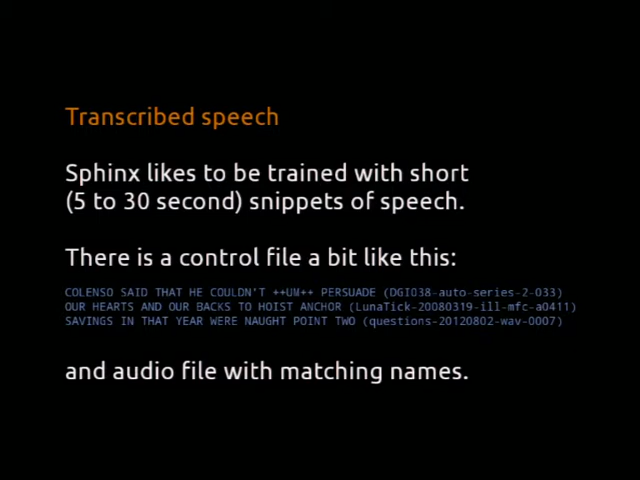 Transcribed speech
Sphinx likes to be trained with short
(5 to 30 second) snippets of speech.
There is a control file a bit like this:
COLENSO SAID THAT HE COULDN'T ++UM++ PERSUADE (DGI038-auto-series-2-033)
OUR HEARTS AND OUR BACKS TO HOIST ANCHOR (LunaTick-20080319-ill-mfc-a0411)
SAVINGS IN THAT YEAR WERE NAUGHT POINT TWO (questions-20120802-wav-0007)
and audio file with matching names.